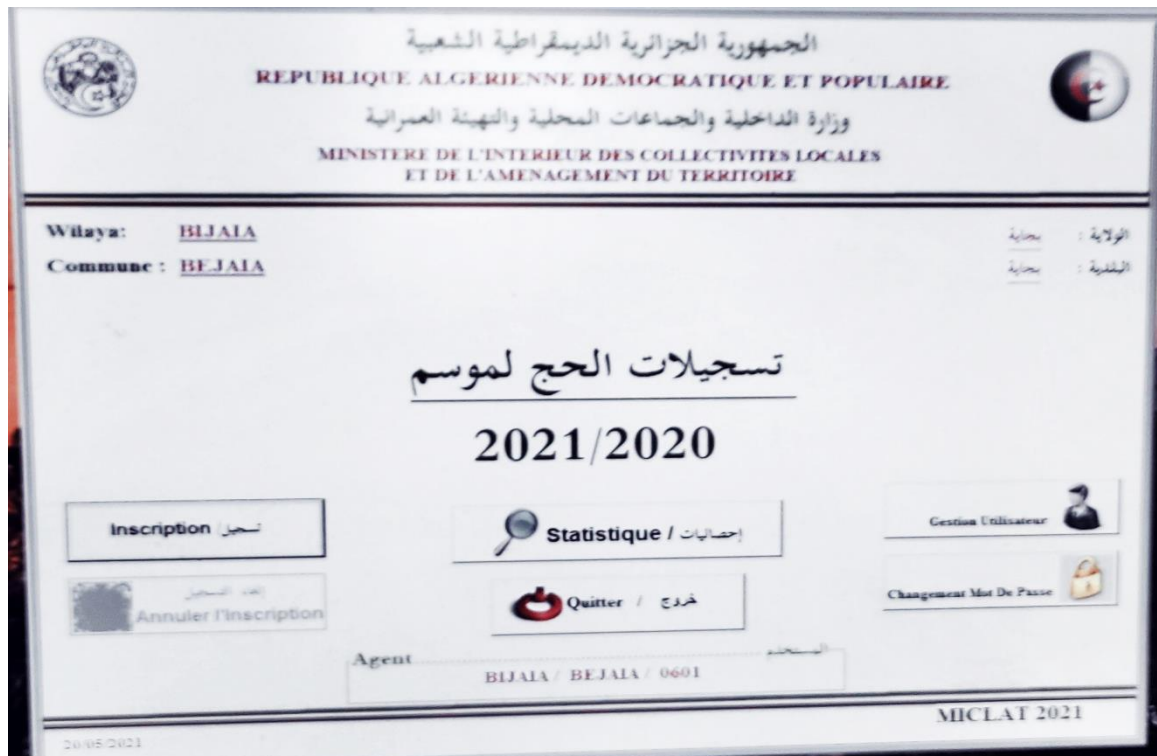 الجمهورية الجزائرية الديمقراطية الشعبية
REPUBLIQUE ALGERIENNE DEMOCRATIQUE ET POPULAIRE
وزارة الداخلية والجماعات المحلية والتهيئة العمرانية
MINISTERE DE L'INTERIEUR DES COLLECTIVITES LOCALES
ET DE L'AMENAGEMENT DU TERRITOIRE
Wilaya: BIJAIA
الولاية : بجاية
Commune : BEJAIA
البلدية : بجاية
تسجيلات الحج لموسم
2021/2020
Inscription / تسجيل
Statistique / إحصاليات
Gestion Utilisateur
إلغاء التسجيل
Annuler l'Inscription
Quitter / خروج
Changement Mot De Passe
Agent المستخدم
BIJAIA / BEJAIA / 0601
MICLAT 2021
20/05/2021